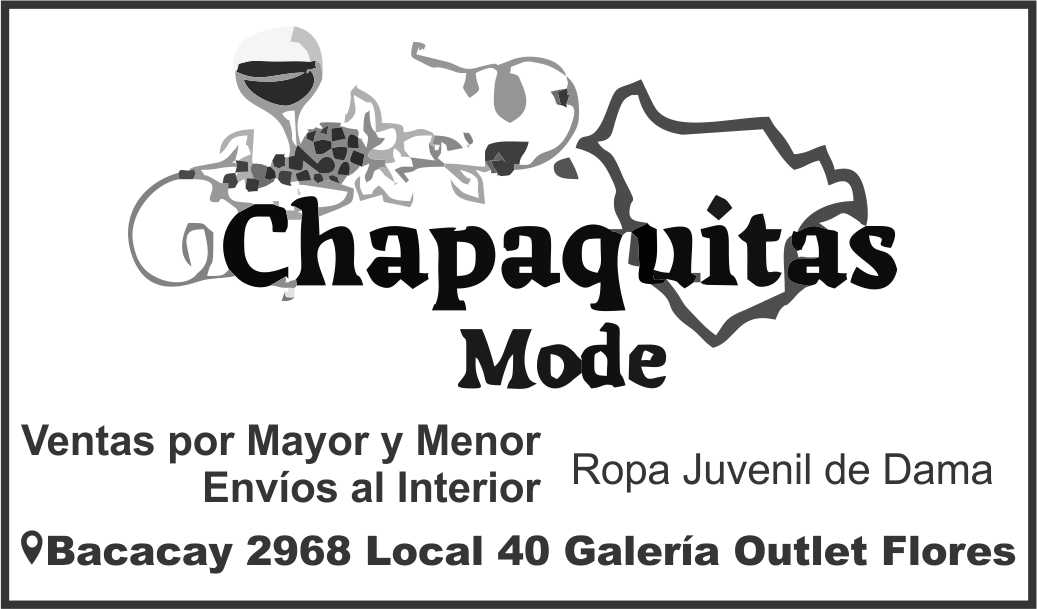 Chapaquitas
Mode
Ventas por Mayor y Menor
Envíos al Interior
Ropa Juvenil de Dama
Bacacay 2968 Local 40 Galería Outlet Flores